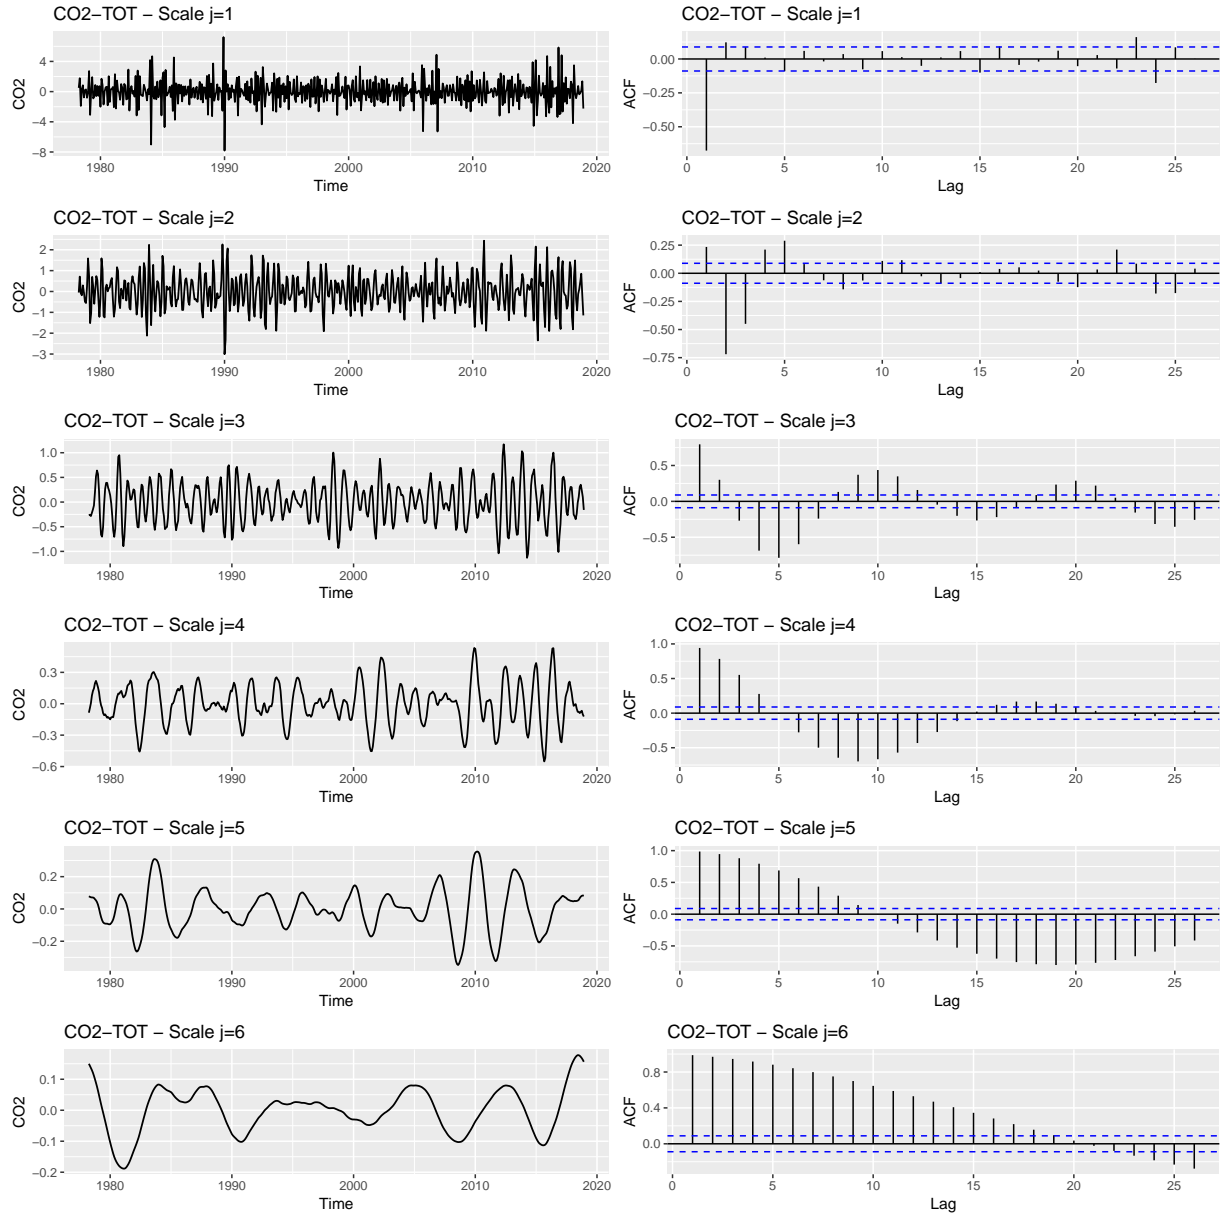 CO2−TOT − Scale j=1
CO2
4
0
−4
−8
1980 1990 2000 2010 2020
Time
CO2−TOT − Scale j=1
ACF
0.00
−0.25
−0.50
0 5 10 15 20 25
Lag
CO2−TOT − Scale j=2
CO2
2
1
0
−1
−2
−3
1980 1990 2000 2010 2020
Time
CO2−TOT − Scale j=2
ACF
0.25
0.00
−0.25
−0.50
−0.75
0 5 10 15 20 25
Lag
CO2−TOT − Scale j=3
CO2
1.0
0.5
0.0
−0.5
−1.0
1980 1990 2000 2010 2020
Time
CO2−TOT − Scale j=3
ACF
0.5
0.0
−0.5
0 5 10 15 20 25
Lag
CO2−TOT − Scale j=4
CO2
0.3
0.0
−0.3
−0.6
1980 1990 2000 2010 2020
Time
CO2−TOT − Scale j=4
ACF
1.0
0.5
0.0
−0.5
0 5 10 15 20 25
Lag
CO2−TOT − Scale j=5
CO2
0.2
0.0
−0.2
1980 1990 2000 2010 2020
Time
CO2−TOT − Scale j=5
ACF
1.0
0.5
0.0
−0.5
0 5 10 15 20 25
Lag
CO2−TOT − Scale j=6
CO2
0.1
0.0
−0.1
−0.2
1980 1990 2000 2010 2020
Time
CO2−TOT − Scale j=6
ACF
0.8
0.4
0.0
0 5 10 15 20 25
Lag